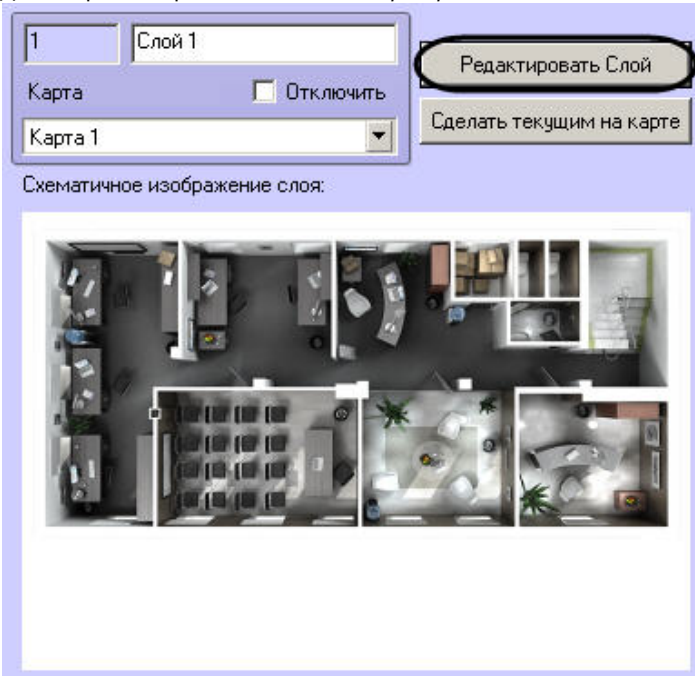 1
Слой 1
Редактировать Слой
Карта
Отключить
Сделать текущим на карте
Карта 1
Схематичное изображение слоя: